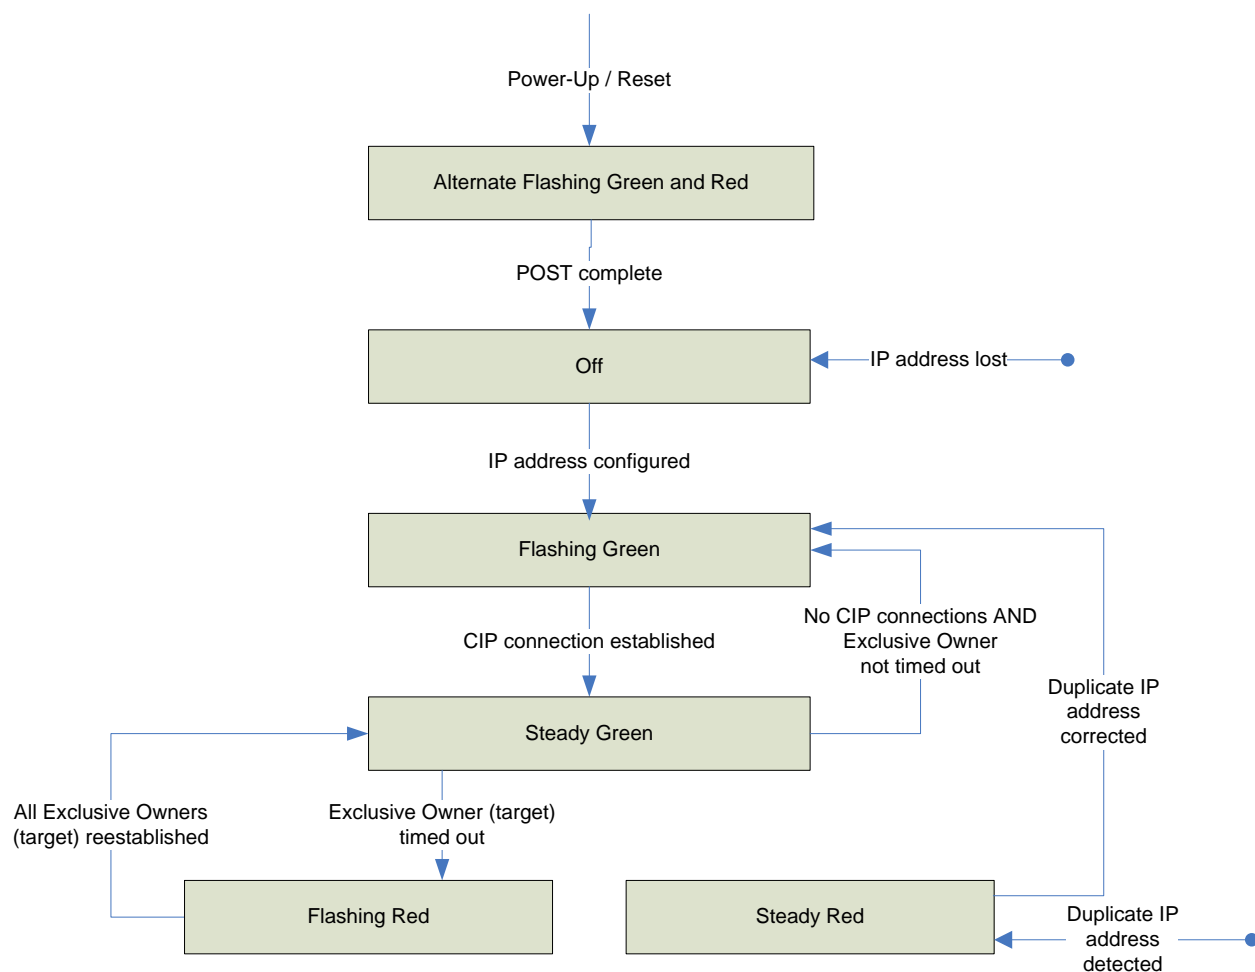 Power-Up / Reset
Alternate Flashing Green and Red
POST complete
Off
IP address lost
IP address configured
Flashing Green
No CIP connections AND
Exclusive Owner
not timed out
CIP connection established
Duplicate IP
address
corrected
Steady Green
All Exclusive Owners
(target) reestablished
Exclusive Owner (target)
timed out
Flashing Red
Steady Red
Duplicate IP
address
detected